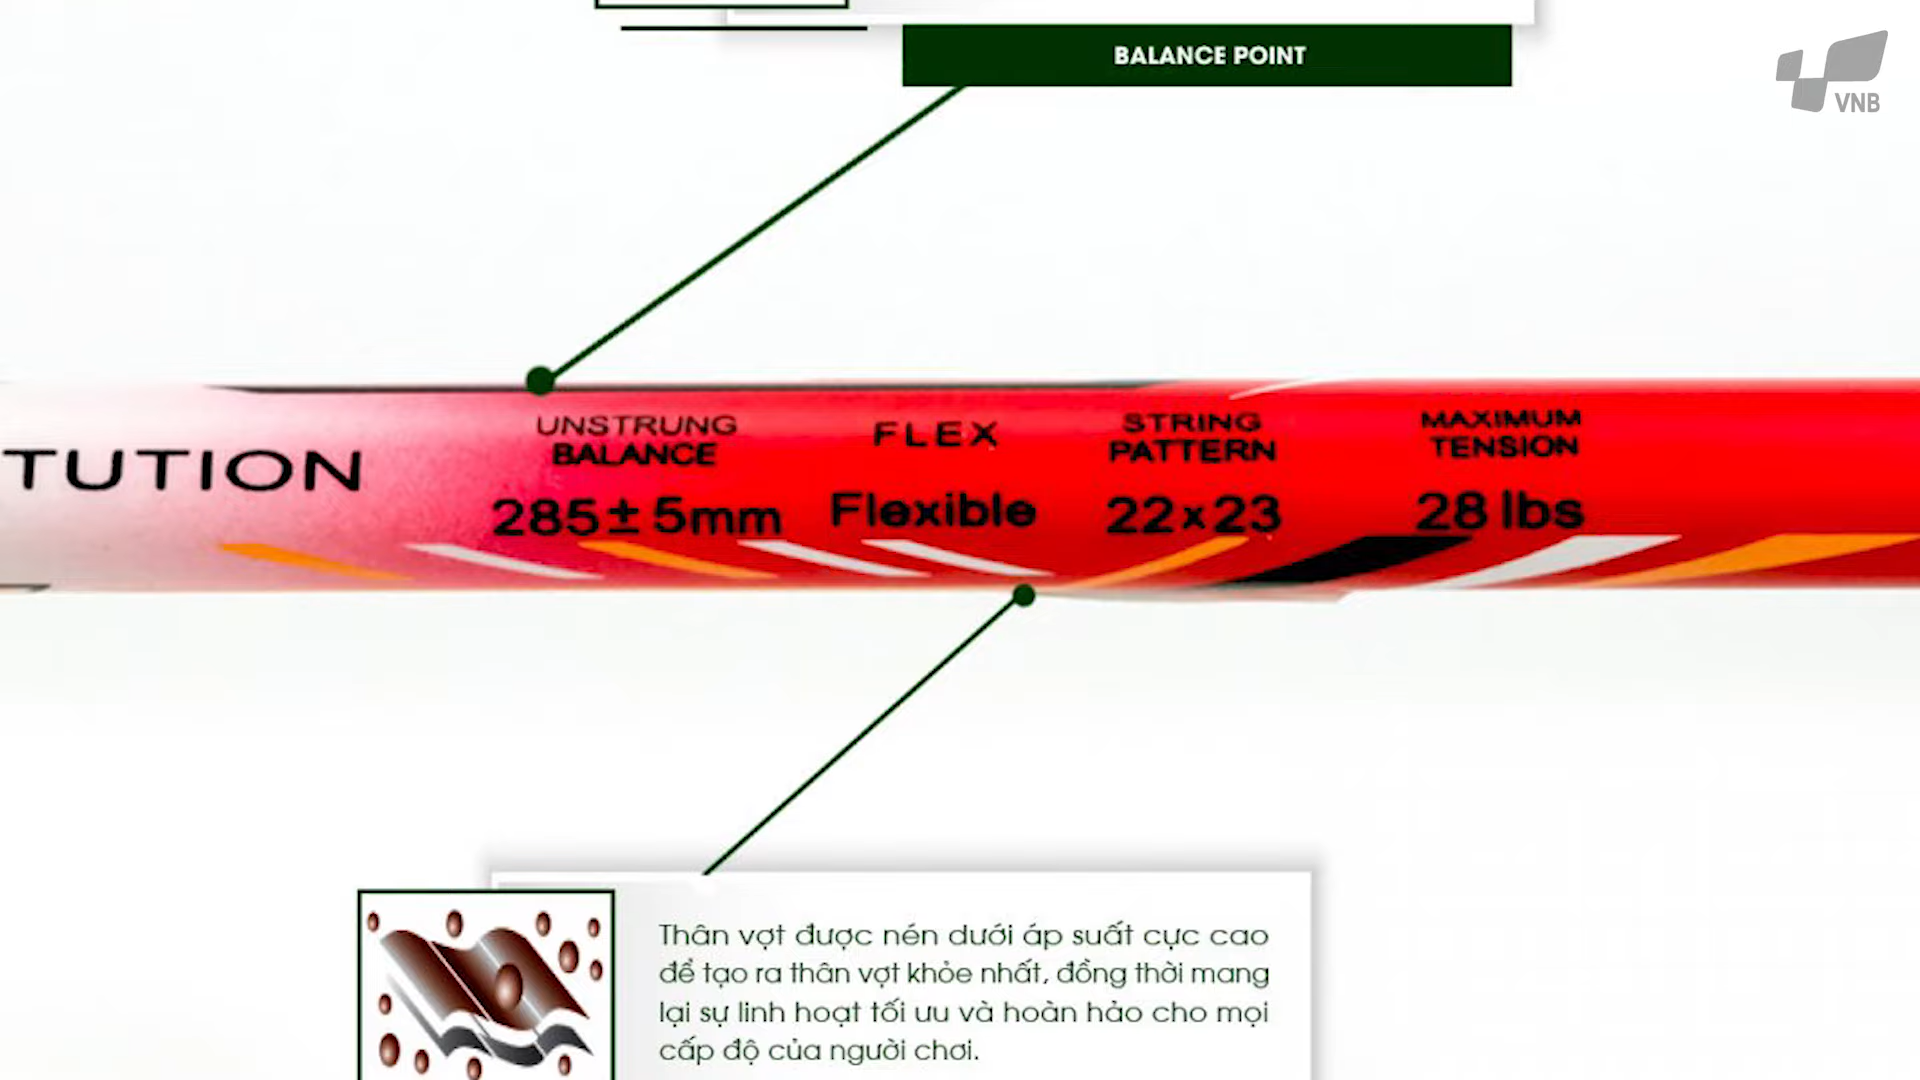 BALANCE POINT
VNB
TUTION
UNSTRUNG
BALANCE
285±5mm
FLEX
Flexible
STRING
PATTERN
22x23
MAXIMUM
TENSION
28 lbs
Thân vợt được nén dưới áp suất cực cao
để tạo ra thân vợt khỏe nhất, đồng thời mang
lại sự linh hoạt tối ưu và hoàn hảo cho mọi
cấp độ của người chơi.